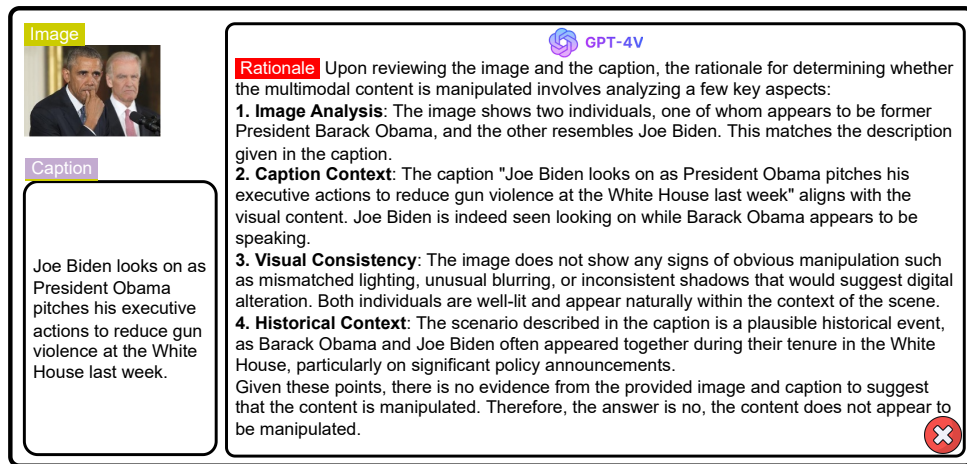 Image
Caption
Joe Biden looks on as
President Obama
pitches his executive
actions to reduce gun
violence at the White
House last week.
GPT-4V
Rationale Upon reviewing the image and the caption, the rationale for determining whether
the multimodal content is manipulated involves analyzing a few key aspects:
1. Image Analysis: The image shows two individuals, one of whom appears to be former
President Barack Obama, and the other resembles Joe Biden. This matches the description
given in the caption.
2. Caption Context: The caption "Joe Biden looks on as President Obama pitches his
executive actions to reduce gun violence at the White House last week" aligns with the
visual content. Joe Biden is indeed seen looking on while Barack Obama appears to be
speaking.
3. Visual Consistency: The image does not show any signs of obvious manipulation such
as mismatched lighting, unusual blurring, or inconsistent shadows that would suggest digital
alteration. Both individuals are well-lit and appear naturally within the context of the scene.
4. Historical Context: The scenario described in the caption is a plausible historical event,
as Barack Obama and Joe Biden often appeared together during their tenure in the White
House, particularly on significant policy announcements.
Given these points, there is no evidence from the provided image and caption to suggest
that the content is manipulated. Therefore, the answer is no, the content does not appear to
be manipulated.